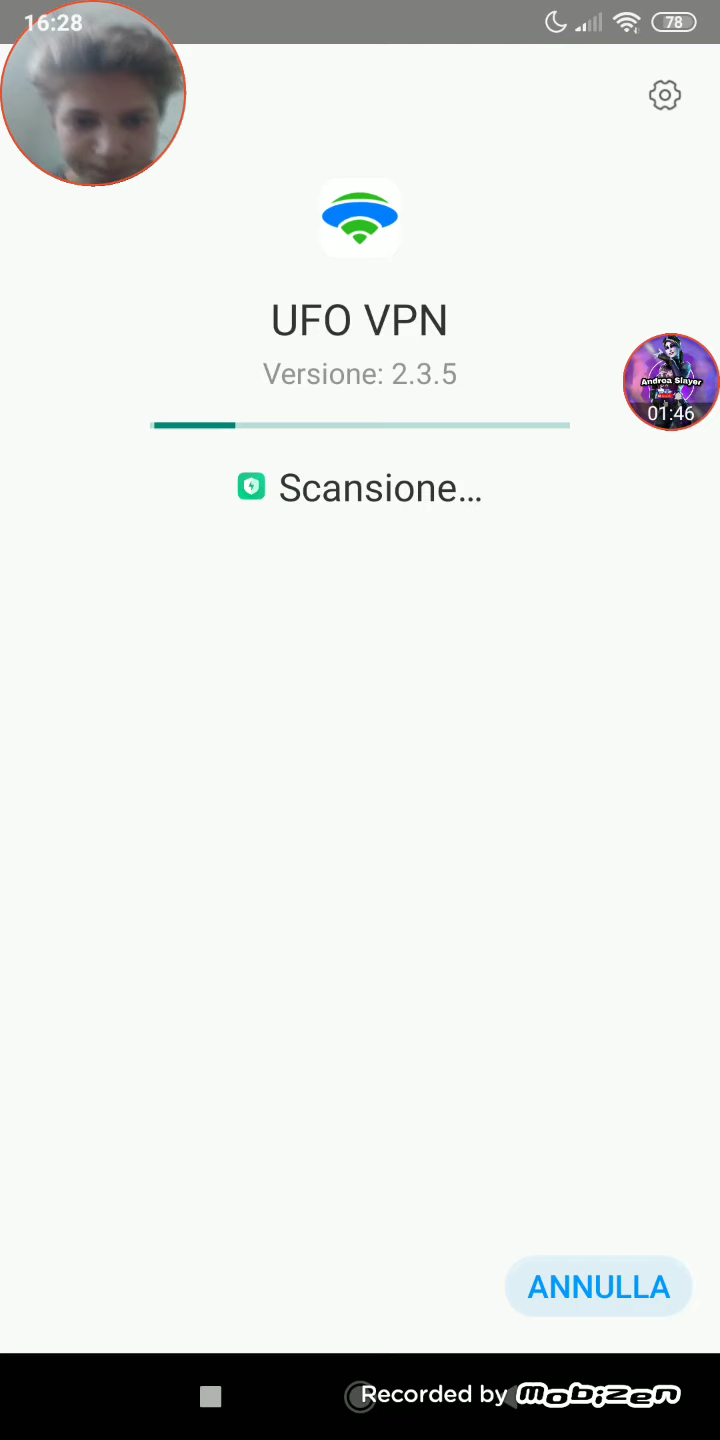 16:28
78
UFO VPN
Versione: 2.3.5
Andrea Slayer
01:46
Scansione...
ANNULLA
Recorded by mobizen